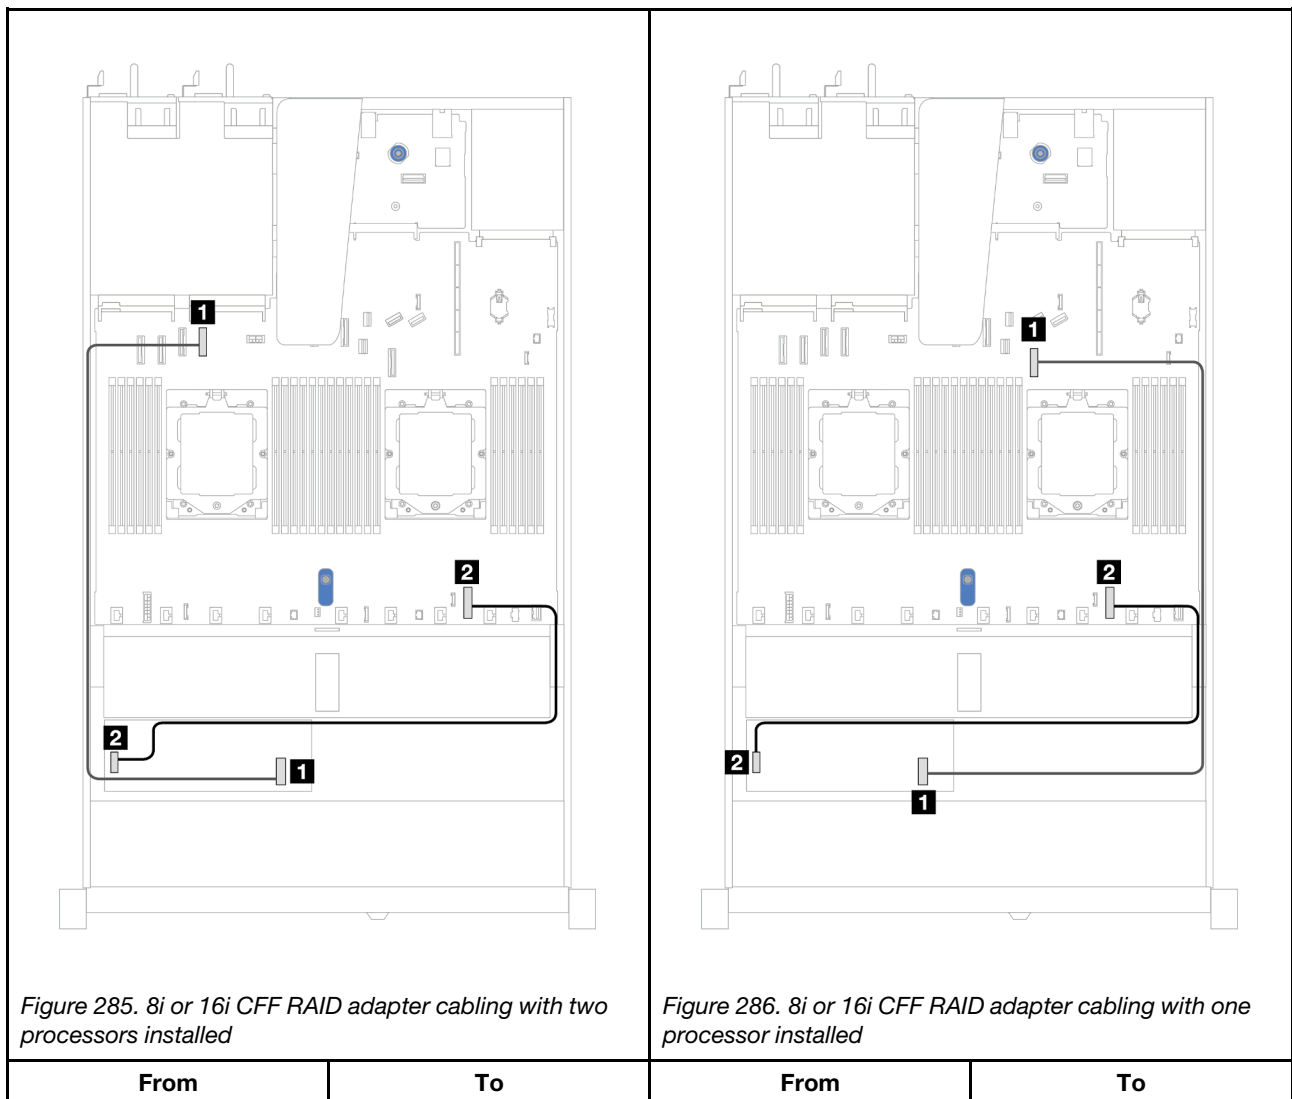 1
2
2
1
Figure 285. 8i or 16i CFF RAID adapter cabling with two
processors installed
1
2
2
1
Figure 286. 8i or 16i CFF RAID adapter cabling with one
processor installed
From To From To